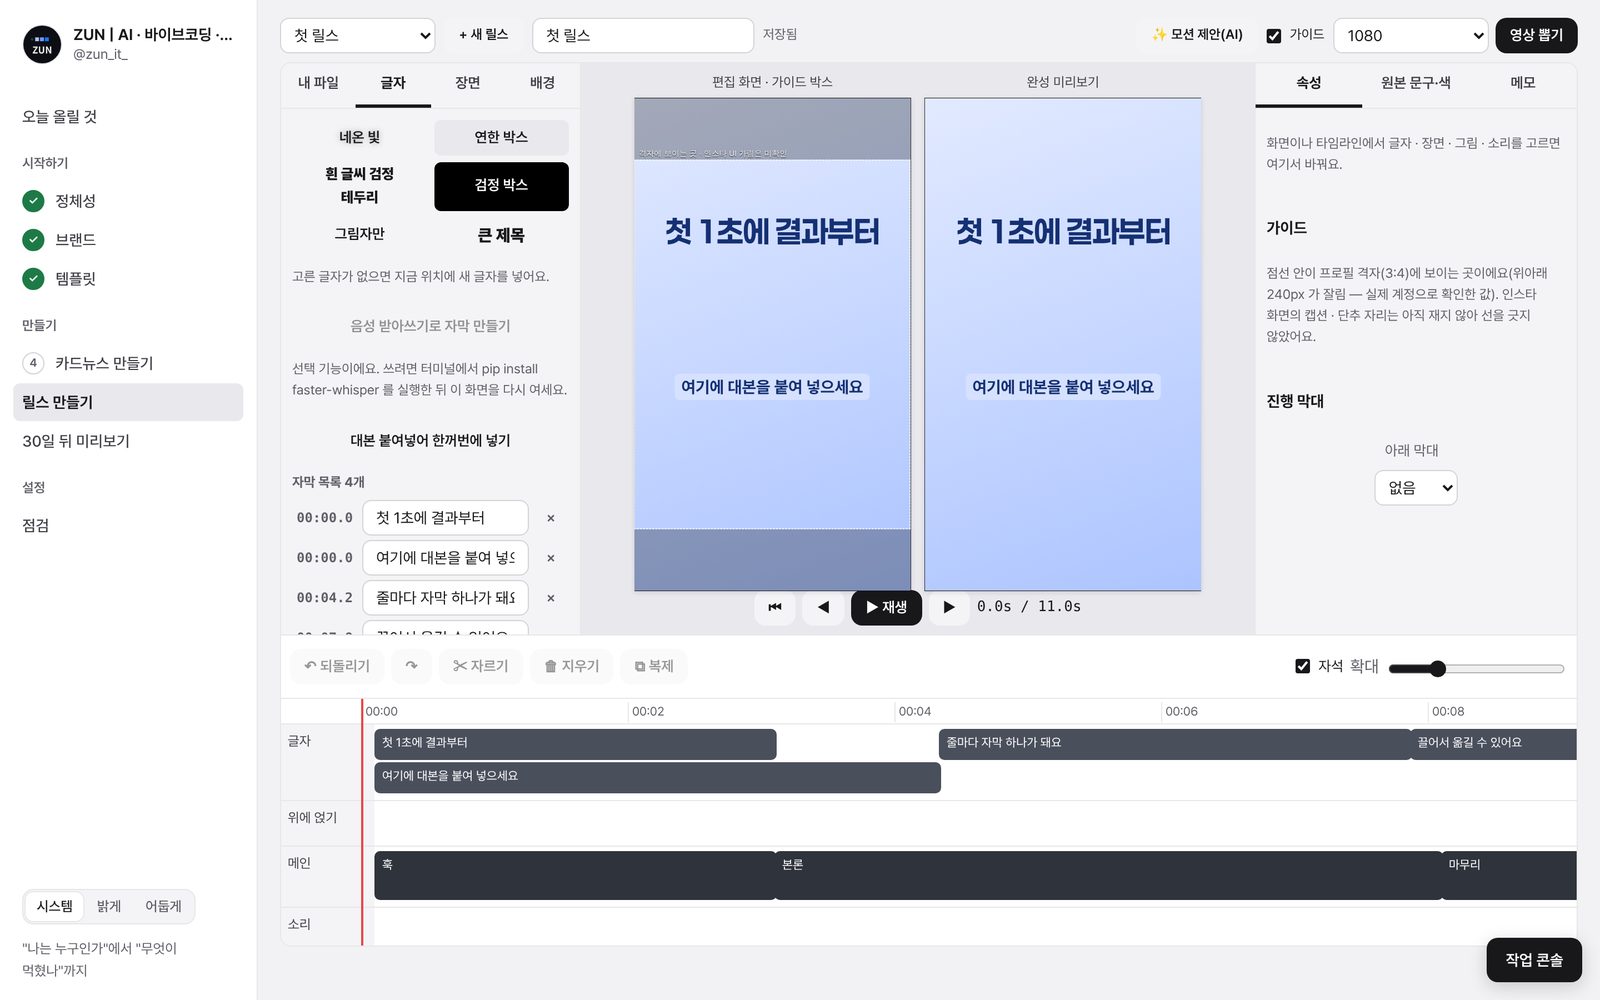 ZUN
ZUN | AI · 바이브코딩 ·...
@zun_it_
오늘 올릴 것
시작하기
정체성
브랜드
템플릿
만들기
4 카드뉴스 만들기
릴스 만들기
30일 뒤 미리보기
설정
점검
시스템 밝게 어둡게
"나는 누구인가"에서 "무엇이
먹혔나"까지
첫 릴스 + 새 릴스 첫 릴스 저장됨 ✨ 모션 제안(AI) 가이드 1080 영상 뽑기
내 파일 글자 장면 배경
네온 빛 연한 박스
흰 글씨 검정
테두리
검정 박스
그림자만 큰 제목
고른 글자가 없으면 지금 위치에 새 글자를 넣어요.
음성 받아쓰기로 자막 만들기
선택 기능이에요. 쓰려면 터미널에서 pip install
faster-whisper 를 실행한 뒤 이 화면을 다시 여세요.
대본 붙여넣어 한꺼번에 넣기
자막 목록 4개
00:00.0 첫 1초에 결과부터 ×
00:00.0 여기에 대본을 붙여 넣으 ×
00:04.2 줄마다 자막 하나가 돼요 ×
편집 화면 · 가이드 박스
첫 1초에 결과부터
여기에 대본을 붙여 넣으세요
완성 미리보기
첫 1초에 결과부터
여기에 대본을 붙여 넣으세요
⏮ ◀ ▶ 재생 ▶ 0.0s / 11.0s
속성 원본 문구·색 메모
화면이나 타임라인에서 글자 · 장면 · 그림 · 소리를 고르면
여기서 바꿔요.
가이드
점선 안이 프로필 격자(3:4)에 보이는 곳이에요(위아래
240px 가 잘림 — 실제 계정으로 확인한 값). 인스타
화면의 캡션 · 단추 자리는 아직 재지 않아 선을 긋지
않았어요.
진행 막대
아래 막대
없음
↶ 되돌리기 ↷ ✂ 자르기 🗑 지우기 ⧉ 복제 자석 확대
00:00 00:02 00:04 00:06 00:08
글자
첫 1초에 결과부터 줄마다 자막 하나가 돼요 끌어서 옮길 수 있어요
여기에 대본을 붙여 넣으세요
위에 얹기
메인
훅 본론 마무리
소리
작업 콘솔